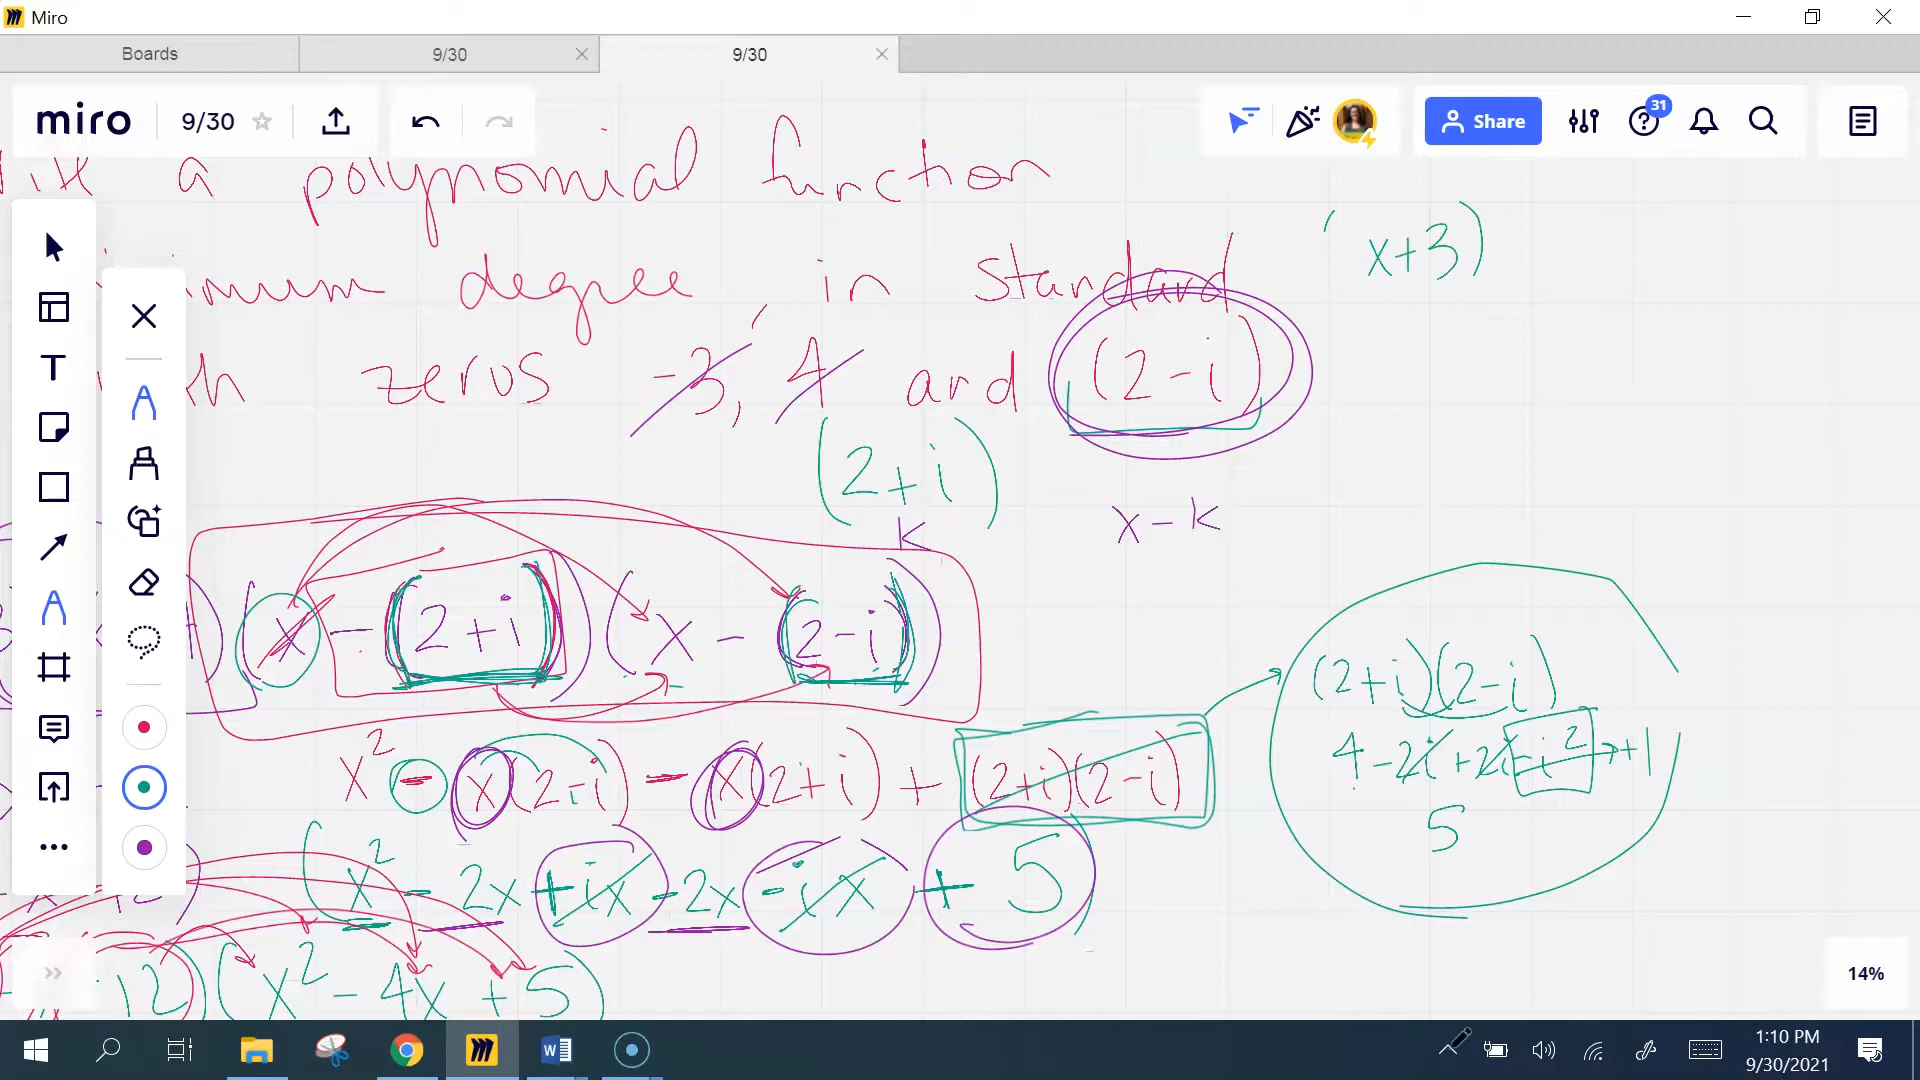 Miro
Boards 9/30 9/30
miro 9/30 31 Share
a polynomial function
(x+3)
degree, in standard
zeros -3, 4 and (2-i)
(2+i)
k
x-k
(x-(2+i))(x-(2-i))
(2+i)(2-i)
x²-x(2-i)-x(2+i)+(2+i)(2-i)
4-2i+2i-i²→+1
5
(x²-2x+ix-2x-ix+5)
12)(x²-4x+5)
14%
1:10 PM
9/30/2021